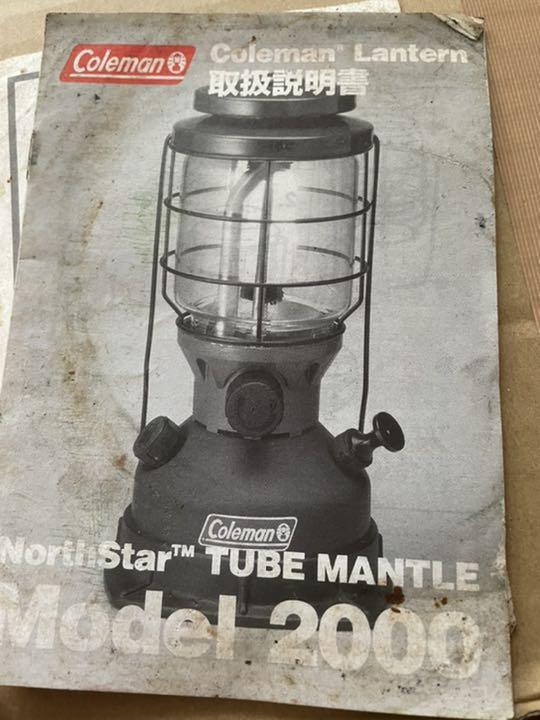 Coleman
Coleman® Lantern
取扱説明書
Coleman
NorthStar™ TUBE MANTLE
Model 2000